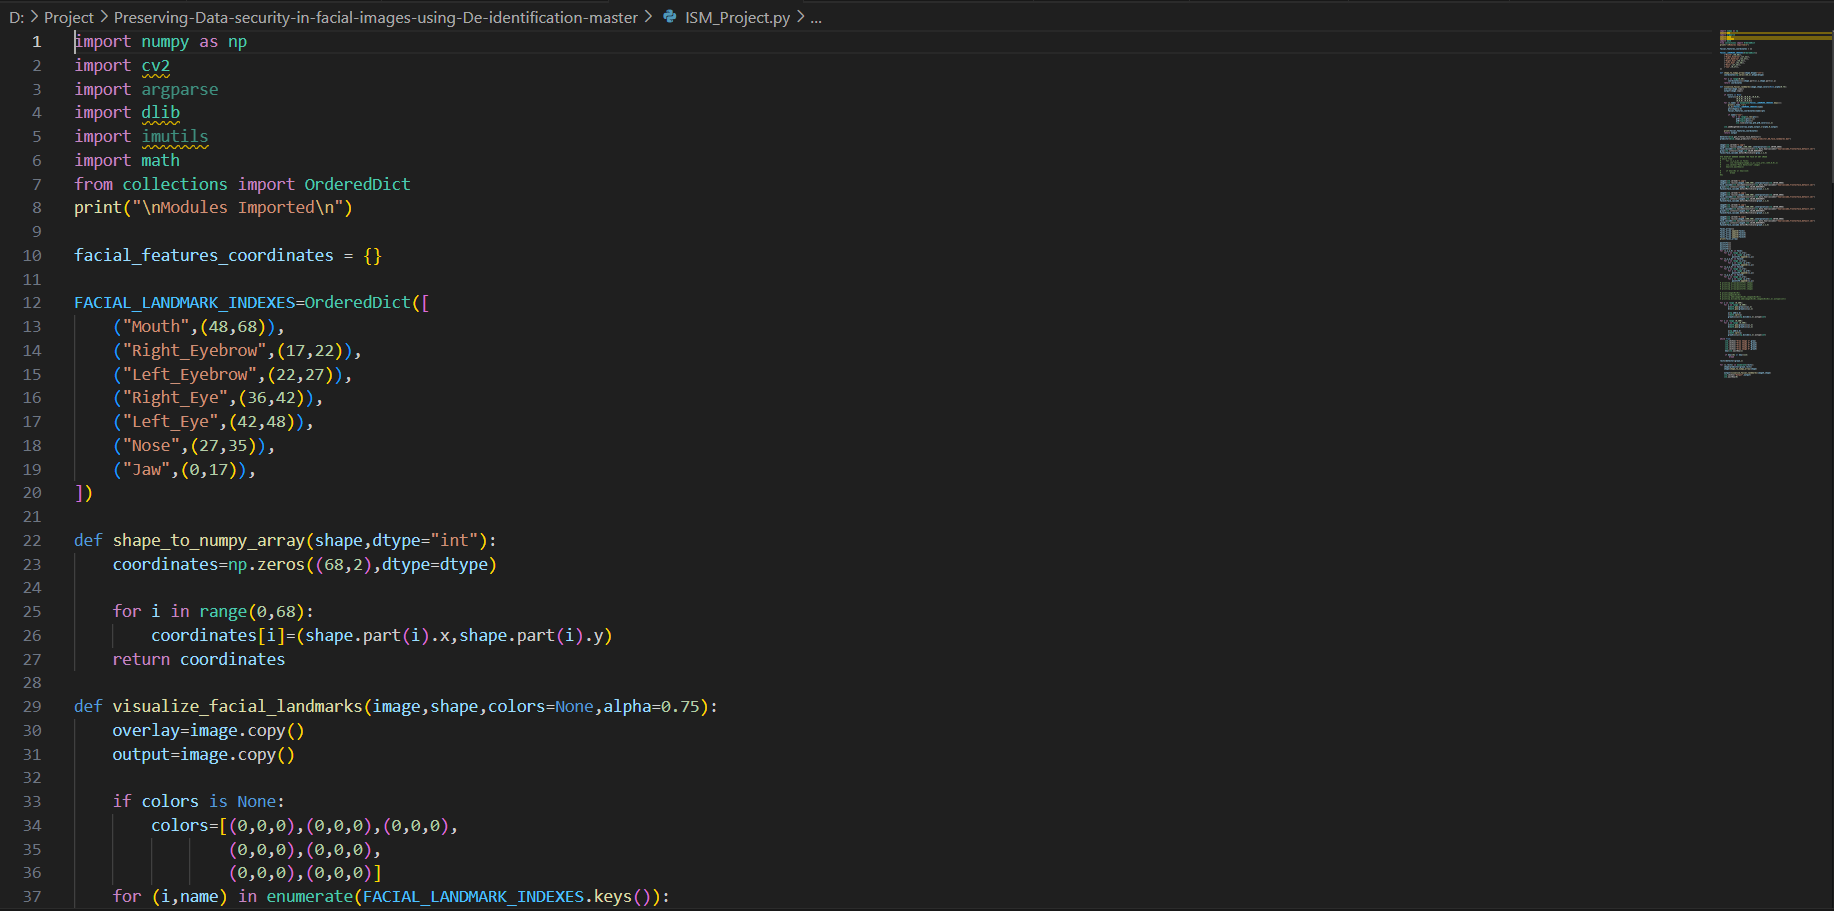 D: > Project > Preserving-Data-security-in-facial-images-using-De-identification-master > ISM_Project.py > ...
1 import numpy as np
2 import cv2
3 import argparse
4 import dlib
5 import imutils
6 import math
7 from collections import OrderedDict
8 print("\nModules Imported\n")
9
10 facial_features_coordinates = {}
11
12 FACIAL_LANDMARK_INDEXES=OrderedDict([
13     ("Mouth",(48,68)),
14     ("Right_Eyebrow",(17,22)),
15     ("Left_Eyebrow",(22,27)),
16     ("Right_Eye",(36,42)),
17     ("Left_Eye",(42,48)),
18     ("Nose",(27,35)),
19     ("Jaw",(0,17)),
20 ])
21
22 def shape_to_numpy_array(shape,dtype="int"):
23     coordinates=np.zeros((68,2),dtype=dtype)
24
25     for i in range(0,68):
26         coordinates[i]=(shape.part(i).x,shape.part(i).y)
27     return coordinates
28
29 def visualize_facial_landmarks(image,shape,colors=None,alpha=0.75):
30     overlay=image.copy()
31     output=image.copy()
32
33     if colors is None:
34         colors=[(0,0,0),(0,0,0),(0,0,0),
35                 (0,0,0),(0,0,0),
36                 (0,0,0),(0,0,0)]
37     for (i,name) in enumerate(FACIAL_LANDMARK_INDEXES.keys()):